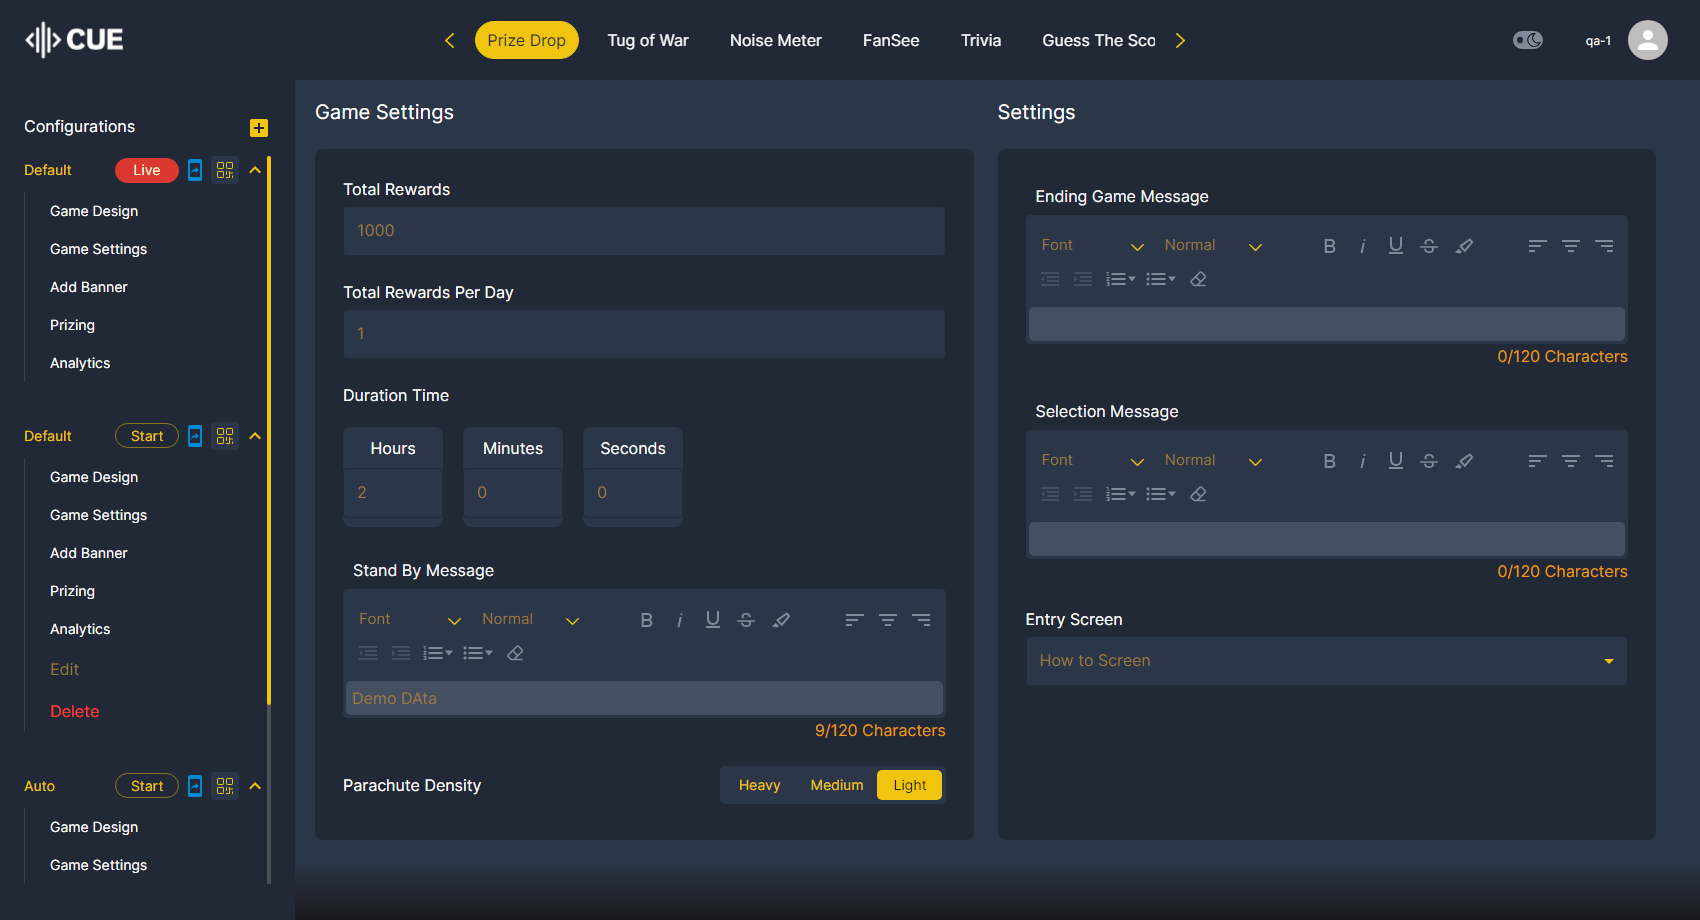 CUE
Prize Drop
Tug of War
Noise Meter
FanSee
Trivia
Guess The Sco
qa-1
Configurations
Default
Live
Game Design
Game Settings
Add Banner
Prizing
Analytics
Default
Start
Game Design
Game Settings
Add Banner
Prizing
Analytics
Edit
Delete
Auto
Start
Game Design
Game Settings
Game Settings
Total Rewards
1000
Total Rewards Per Day
1
Duration Time
Hours
Minutes
Seconds
2
0
0
Stand By Message
Font
Normal
Demo DAta
9/120 Characters
Parachute Density
Heavy
Medium
Light
Settings
Ending Game Message
Font
Normal
0/120 Characters
Selection Message
Font
Normal
0/120 Characters
Entry Screen
How to Screen